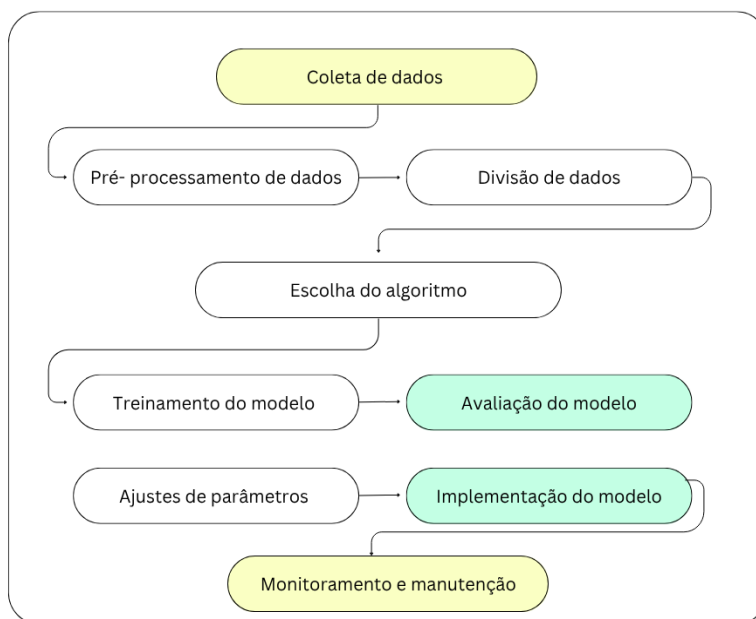 Coleta de dados
Pré- processamento de dados
Divisão de dados
Escolha do algoritmo
Treinamento do modelo
Avaliação do modelo
Ajustes de parâmetros
Implementação do modelo
Monitoramento e manutenção